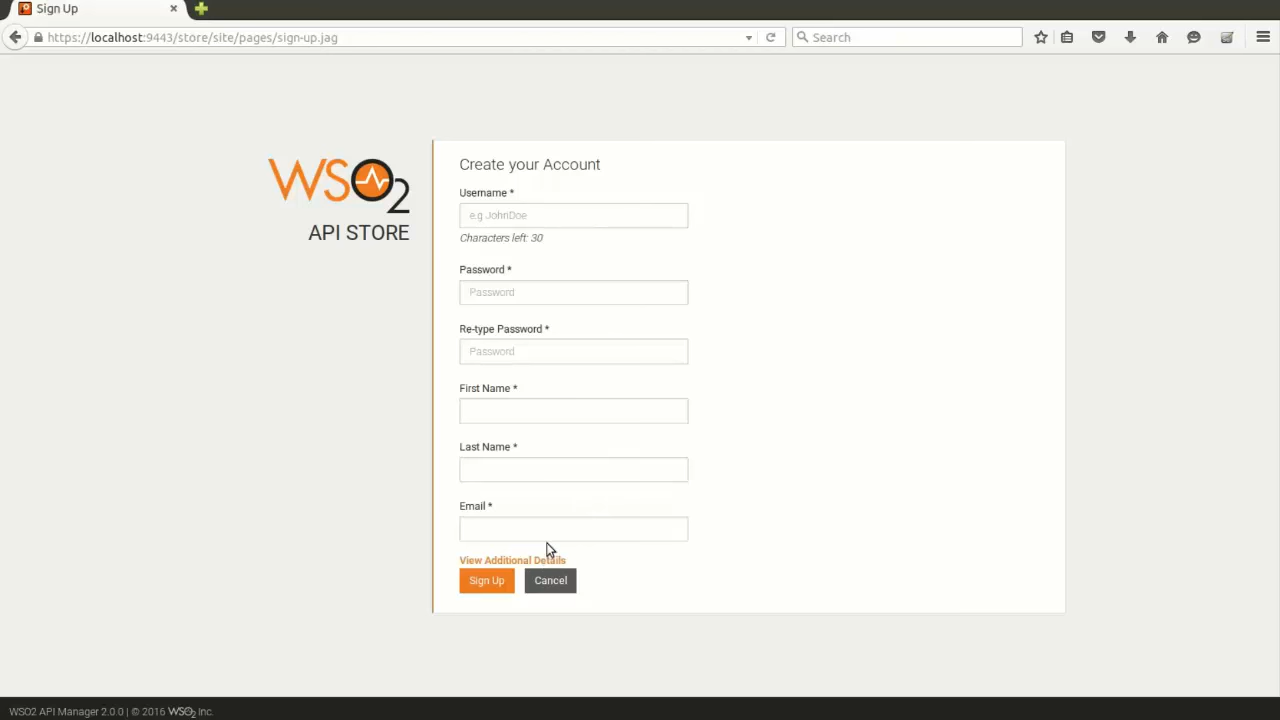 Sign Up
https://localhost:9443/store/site/pages/sign-up.jag
Search
WSO2
API STORE
Create your Account
Username *
e.g JohnDoe
Characters left: 30
Password *
Password
Re-type Password *
Password
First Name *
Last Name *
Email *
View Additional Details
Sign Up
Cancel
WSO2 API Manager 2.0.0 | © 2016 WSO2 Inc.